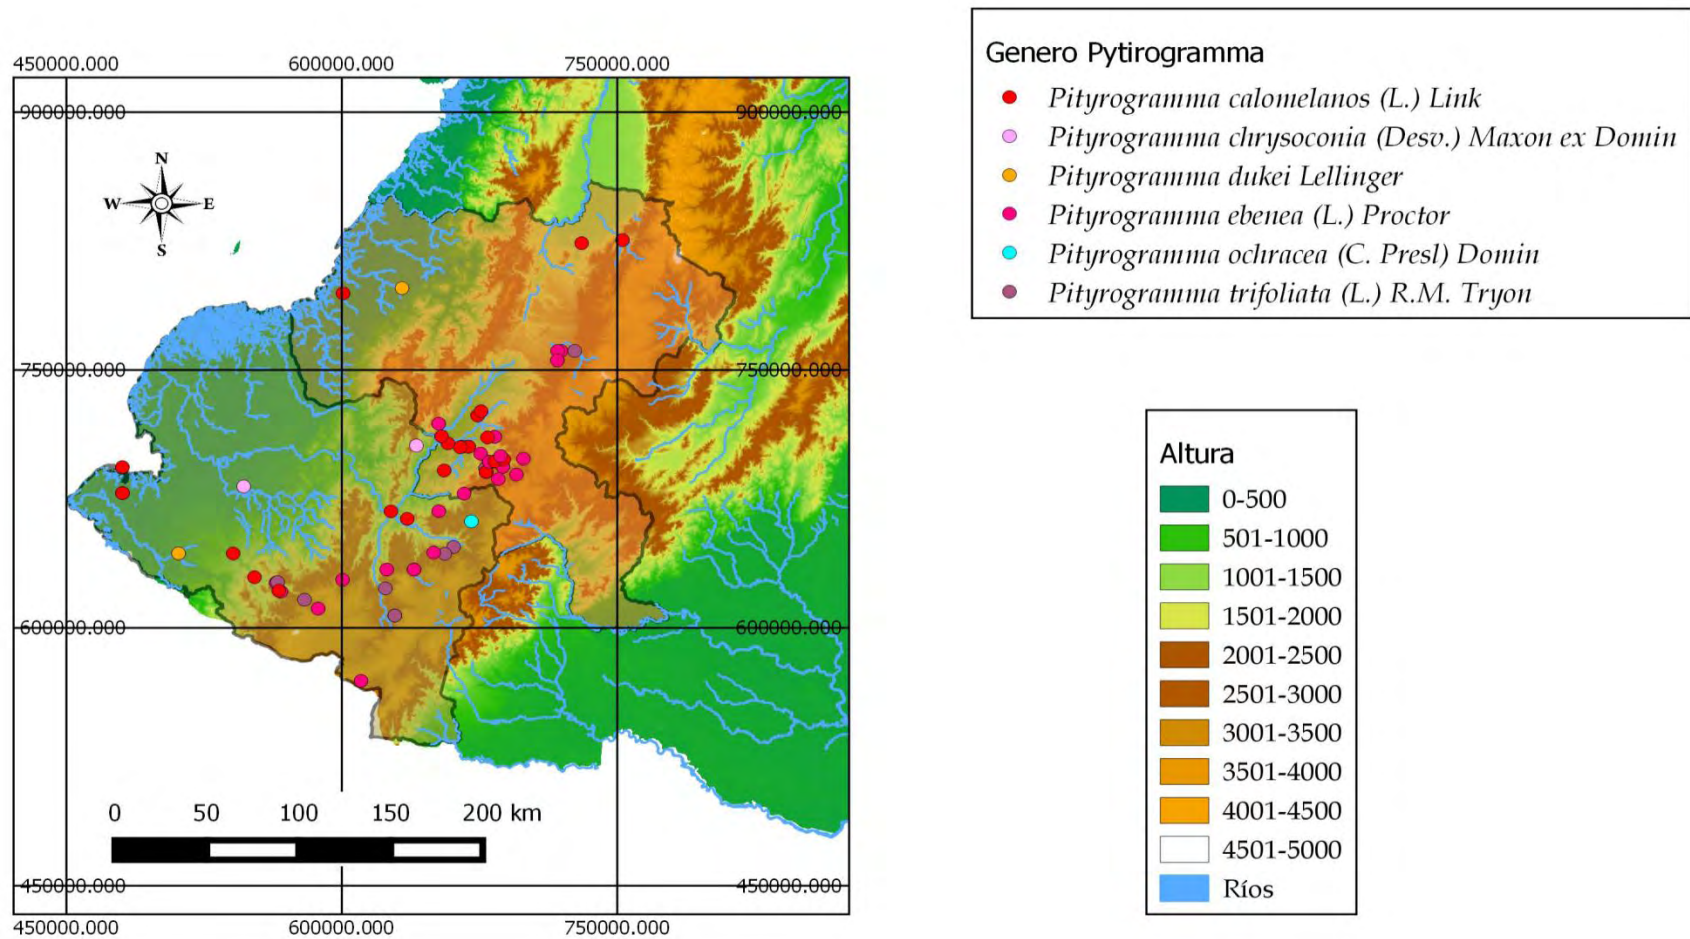 450000.000 600000.000 750000.000
900000.000 900000.000
N
W E
S
750000.000 750000.000
600000.000 600000.000
0 50 100 150 200 km
450000.000 450000.000
450000.000 600000.000 750000.000
Genero Pytirogramma
Pityrogramma calomelanos (L.) Link
Pityrogramma chrysoconia (Desv.) Maxon ex Domin
Pityrogramma dukei Lellinger
Pityrogramma ebenea (L.) Proctor
Pityrogramma ochracea (C. Presl) Domin
Pityrogramma trifoliata (L.) R.M. Tryon
Altura
0-500
501-1000
1001-1500
1501-2000
2001-2500
2501-3000
3001-3500
3501-4000
4001-4500
4501-5000
Ríos